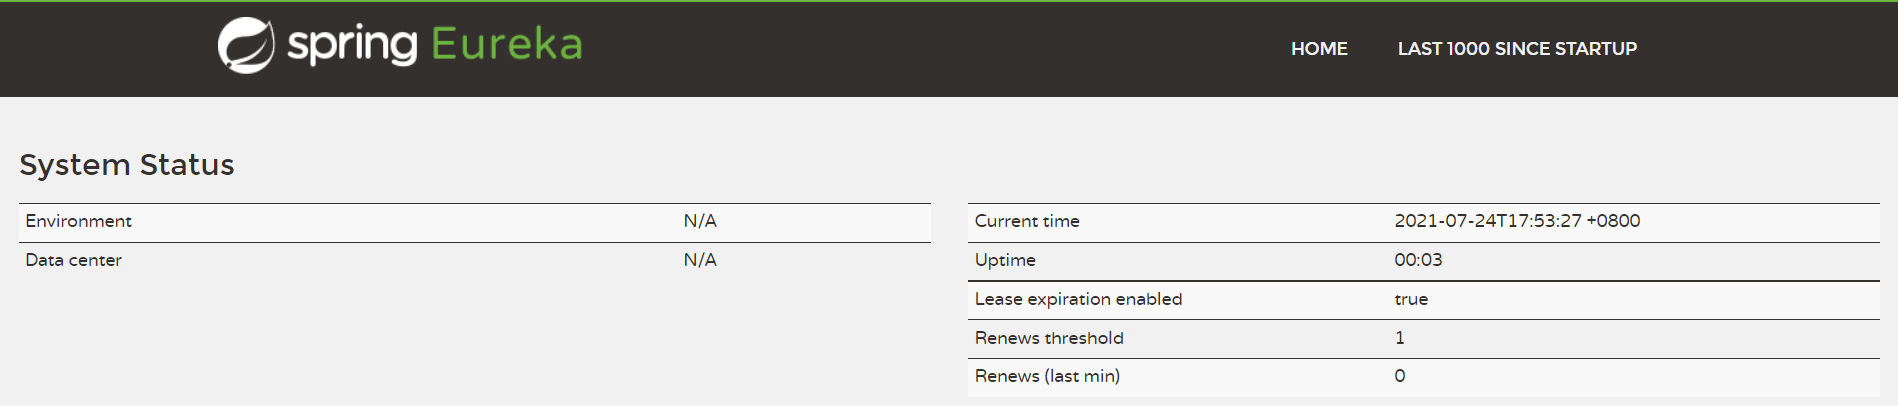 spring Eureka HOME LAST 1000 SINCE STARTUP
System Status
Environment N/A
Data center N/A
Current time 2021-07-24T17:53:27 +0800
Uptime 00:03
Lease expiration enabled true
Renews threshold 1
Renews (last min) 0